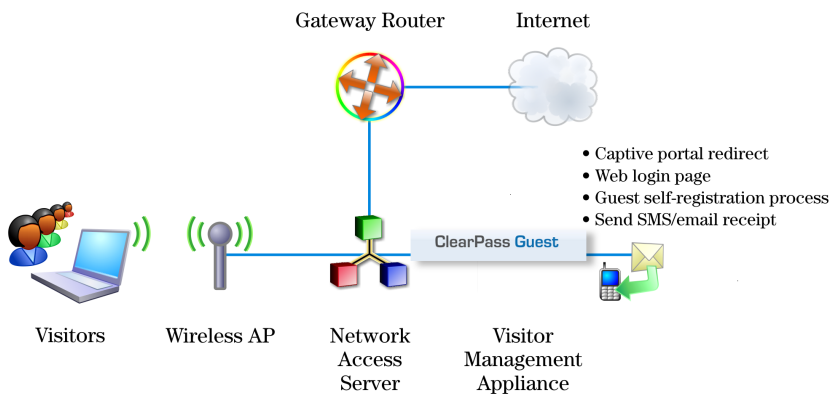 Gateway Router
Internet
• Captive portal redirect
• Web login page
• Guest self-registration process
• Send SMS/email receipt
ClearPass Guest
Visitors
Wireless AP
Network
Access
Server
Visitor
Management
Appliance